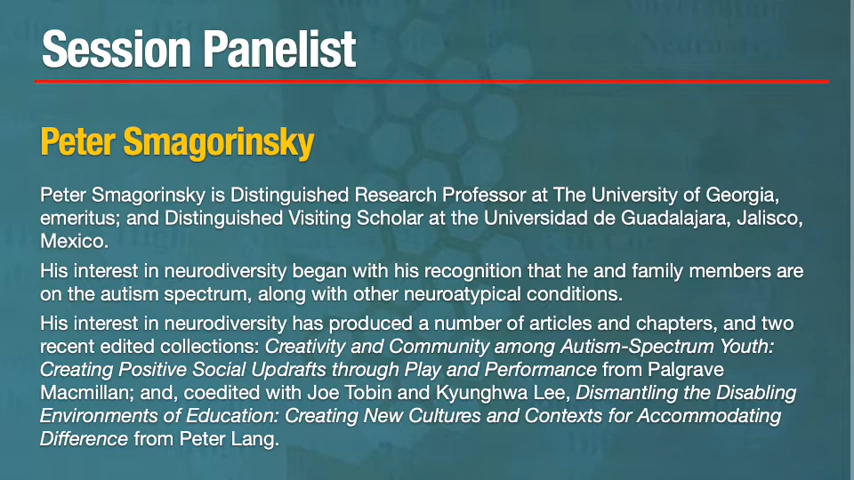 Session Panelist
Peter Smagorinsky
Peter Smagorinsky is Distinguished Research Professor at The University of Georgia,
emeritus; and Distinguished Visiting Scholar at the Universidad de Guadalajara, Jalisco,
Mexico.
His interest in neurodiversity began with his recognition that he and family members are
on the autism spectrum, along with other neuroatypical conditions.
His interest in neurodiversity has produced a number of articles and chapters, and two
recent edited collections: Creativity and Community among Autism-Spectrum Youth:
Creating Positive Social Updrafts through Play and Performance from Palgrave
Macmillan; and, coedited with Joe Tobin and Kyunghwa Lee, Dismantling the Disabling
Environments of Education: Creating New Cultures and Contexts for Accommodating
Difference from Peter Lang.